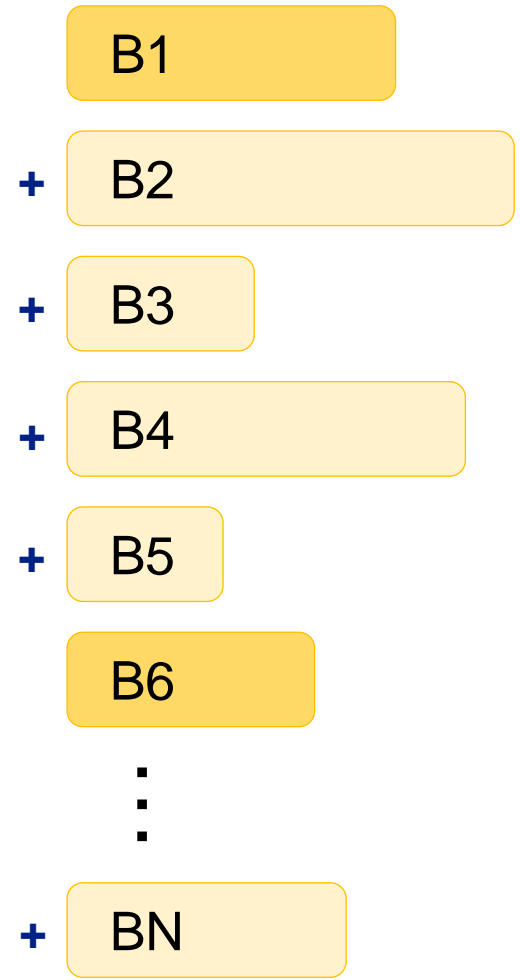 B1
+ B2
+ B3
+ B4
+ B5
B6
⋮
+ BN